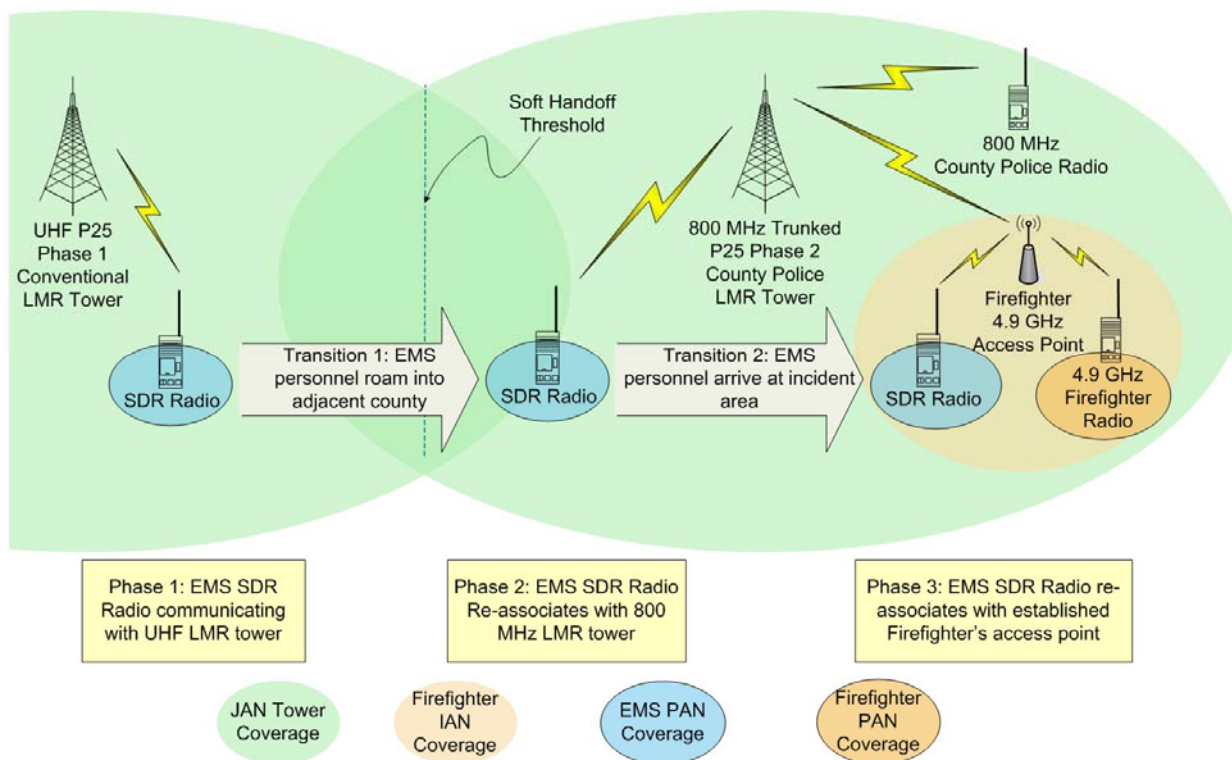 UHF P25
Phase 1
Conventional
LMR Tower
SDR Radio
Transition 1: EMS
personnel roam into
adjacent county
Soft Handoff
Threshold
SDR Radio
800 MHz Trunked
P25 Phase 2
County Police
LMR Tower
Transition 2: EMS
personnel arrive at incident
area
800 MHz
County Police Radio
Firefighter
4.9 GHz
Access Point
SDR Radio
4.9 GHz
Firefighter
Radio
Phase 1: EMS SDR
Radio communicating
with UHF LMR tower
Phase 2: EMS SDR Radio
Re-associates with 800
MHz LMR tower
Phase 3: EMS SDR Radio re-
associates with established
Firefighter's access point
JAN Tower
Coverage
Firefighter
IAN
Coverage
EMS PAN
Coverage
Firefighter
PAN
Coverage